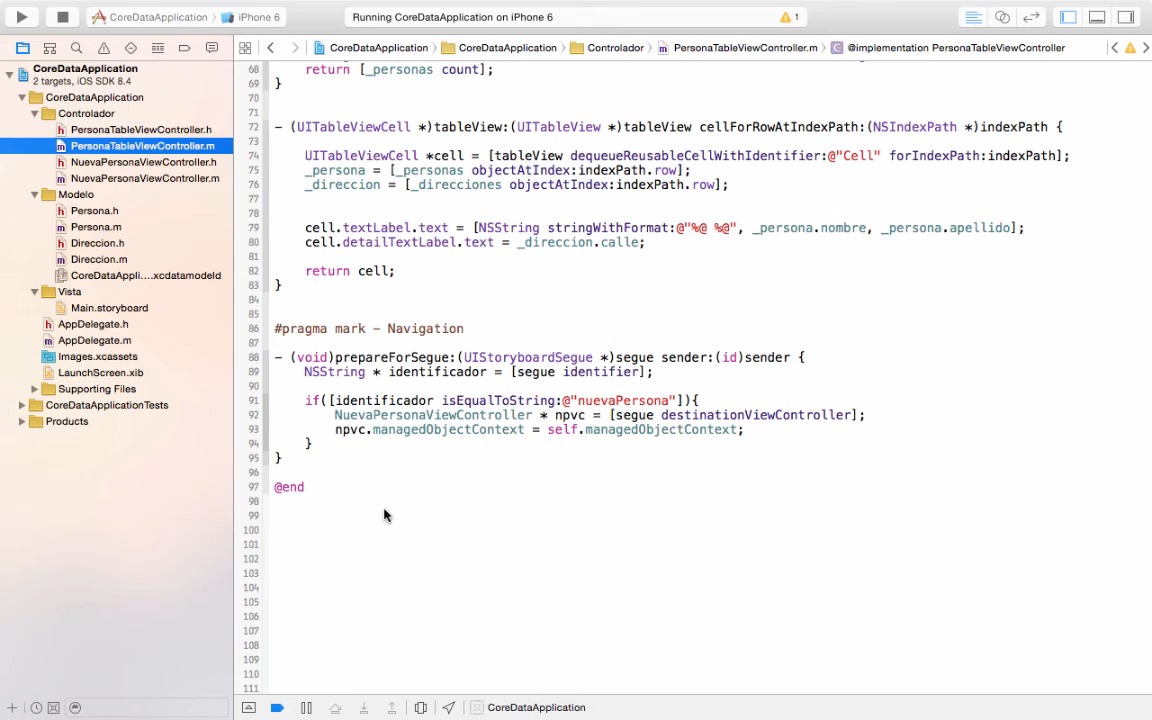 CoreDataApplication
iPhone 6
Running CoreDataApplication on iPhone 6
1
CoreDataApplication
CoreDataApplication
Controlador
PersonaTableViewController.m
@implementation PersonaTableViewController
CoreDataApplication
2 targets, iOS SDK 8.4
CoreDataApplication
Controlador
PersonaTableViewController.h
PersonaTableViewController.m
NuevaPersonaViewController.h
NuevaPersonaViewController.m
Modelo
Persona.h
Persona.m
Direccion.h
Direccion.m
CoreDataAppli....xcdatamodeld
Vista
Main.storyboard
AppDelegate.h
AppDelegate.m
Images.xcassets
LaunchScreen.xib
Supporting Files
CoreDataApplicationTests
Products
68 return [_personas count];
69 }
70
71
72 - (UITableViewCell *)tableView:(UITableView *)tableView cellForRowAtIndexPath:(NSIndexPath *)indexPath {
73
74 UITableViewCell *cell = [tableView dequeueReusableCellWithIdentifier:@"Cell" forIndexPath:indexPath];
75 _persona = [_personas objectAtIndex:indexPath.row];
76 _direccion = [_direcciones objectAtIndex:indexPath.row];
77
78
79 cell.textLabel.text = [NSString stringWithFormat:@"%@ %@", _persona.nombre, _persona.apellido];
80 cell.detailTextLabel.text = _direccion.calle;
81
82 return cell;
83 }
84
85
86 #pragma mark - Navigation
87
88 - (void)prepareForSegue:(UIStoryboardSegue *)segue sender:(id)sender {
89 NSString * identificador = [segue identifier];
90
91 if([identificador isEqualToString:@"nuevaPersona"]){
92 NuevaPersonaViewController * npvc = [segue destinationViewController];
93 npvc.managedObjectContext = self.managedObjectContext;
94 }
95 }
96
97 @end
98
99
100
101
102
103
104
105
106
107
108
109
110
111
CoreDataApplication